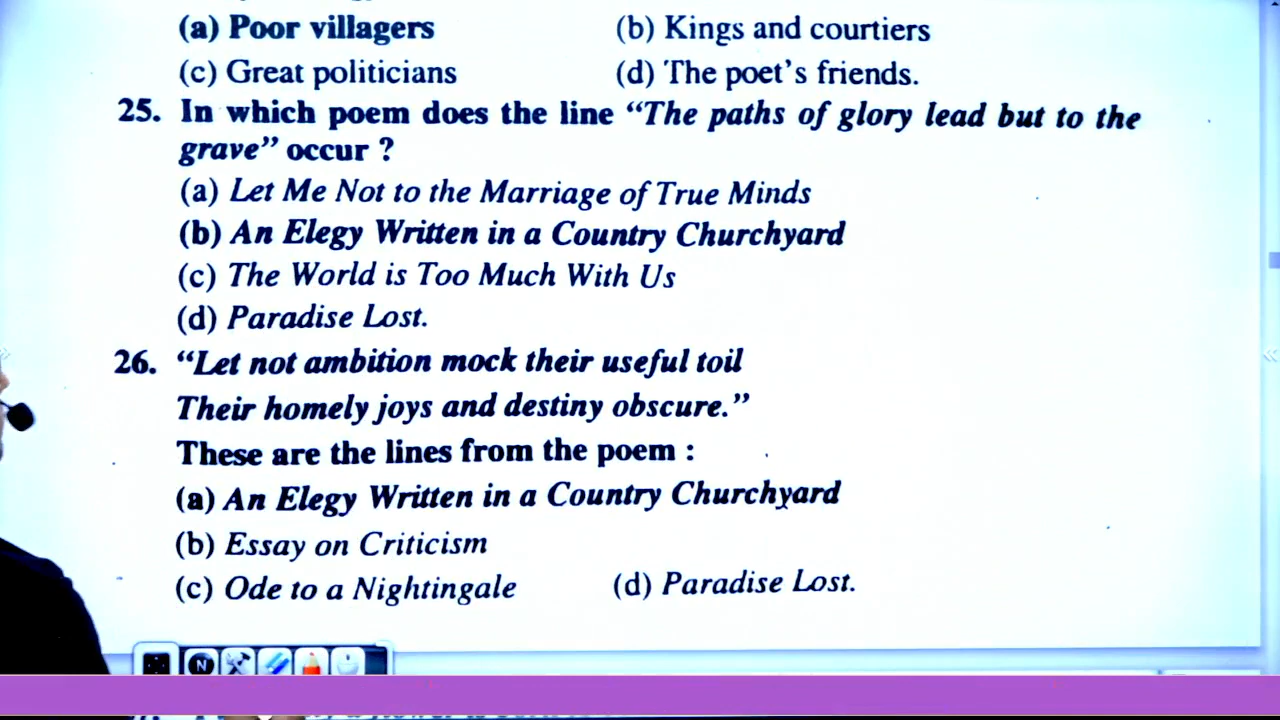 (a) Poor villagers (b) Kings and courtiers
(c) Great politicians (d) The poet's friends.
25. In which poem does the line “The paths of glory lead but to the
grave” occur ?
(a) Let Me Not to the Marriage of True Minds
(b) An Elegy Written in a Country Churchyard
(c) The World is Too Much With Us
(d) Paradise Lost.
26. “Let not ambition mock their useful toil
Their homely joys and destiny obscure.”
These are the lines from the poem :
(a) An Elegy Written in a Country Churchyard
(b) Essay on Criticism
(c) Ode to a Nightingale (d) Paradise Lost.
N